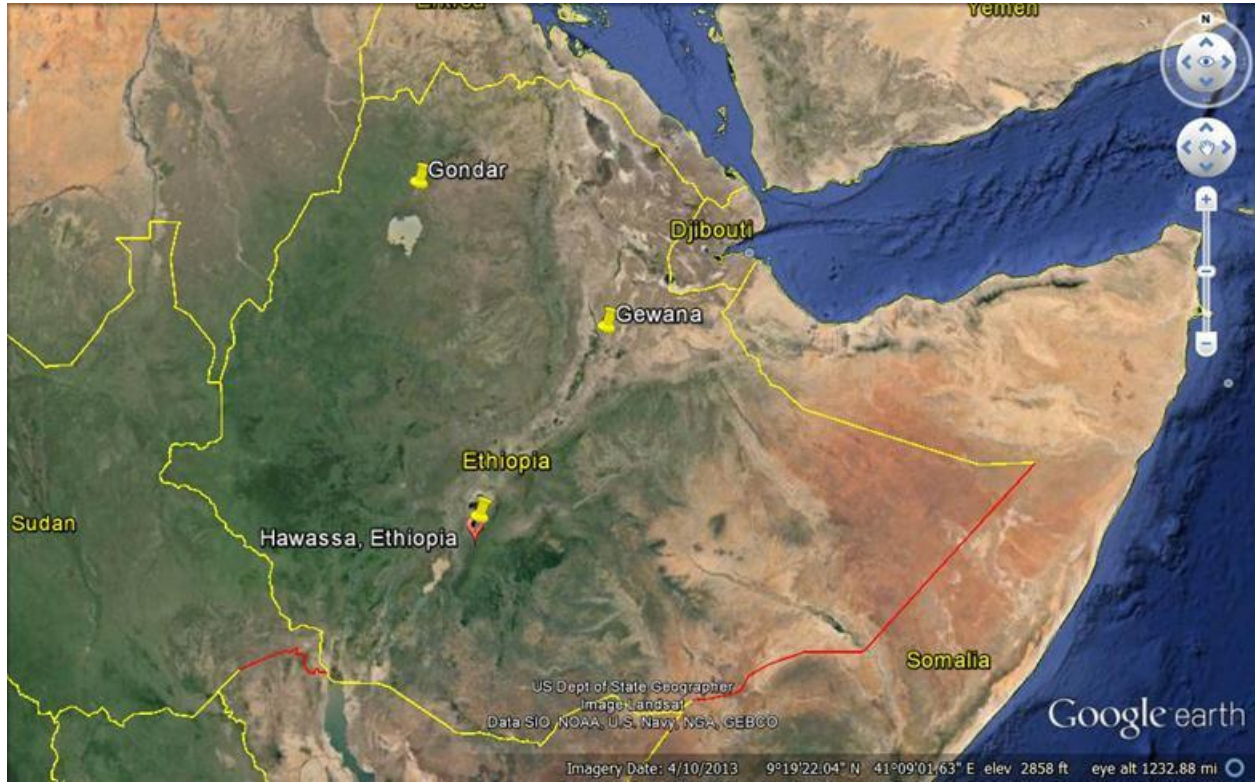 Eritrea
Yemen
N
Gondar
Djibouti
Gewana
Ethiopia
Sudan
Hawassa, Ethiopia
Somalia
US Dept of State Geographer
Image Landsat
Data SIO, NOAA, U.S. Navy, NGA, GEBCO
Google earth
Imagery Date: 4/10/2013 9°19'22.04" N 41°09'01.63" E elev 2858 ft eye alt 1232.88 mi